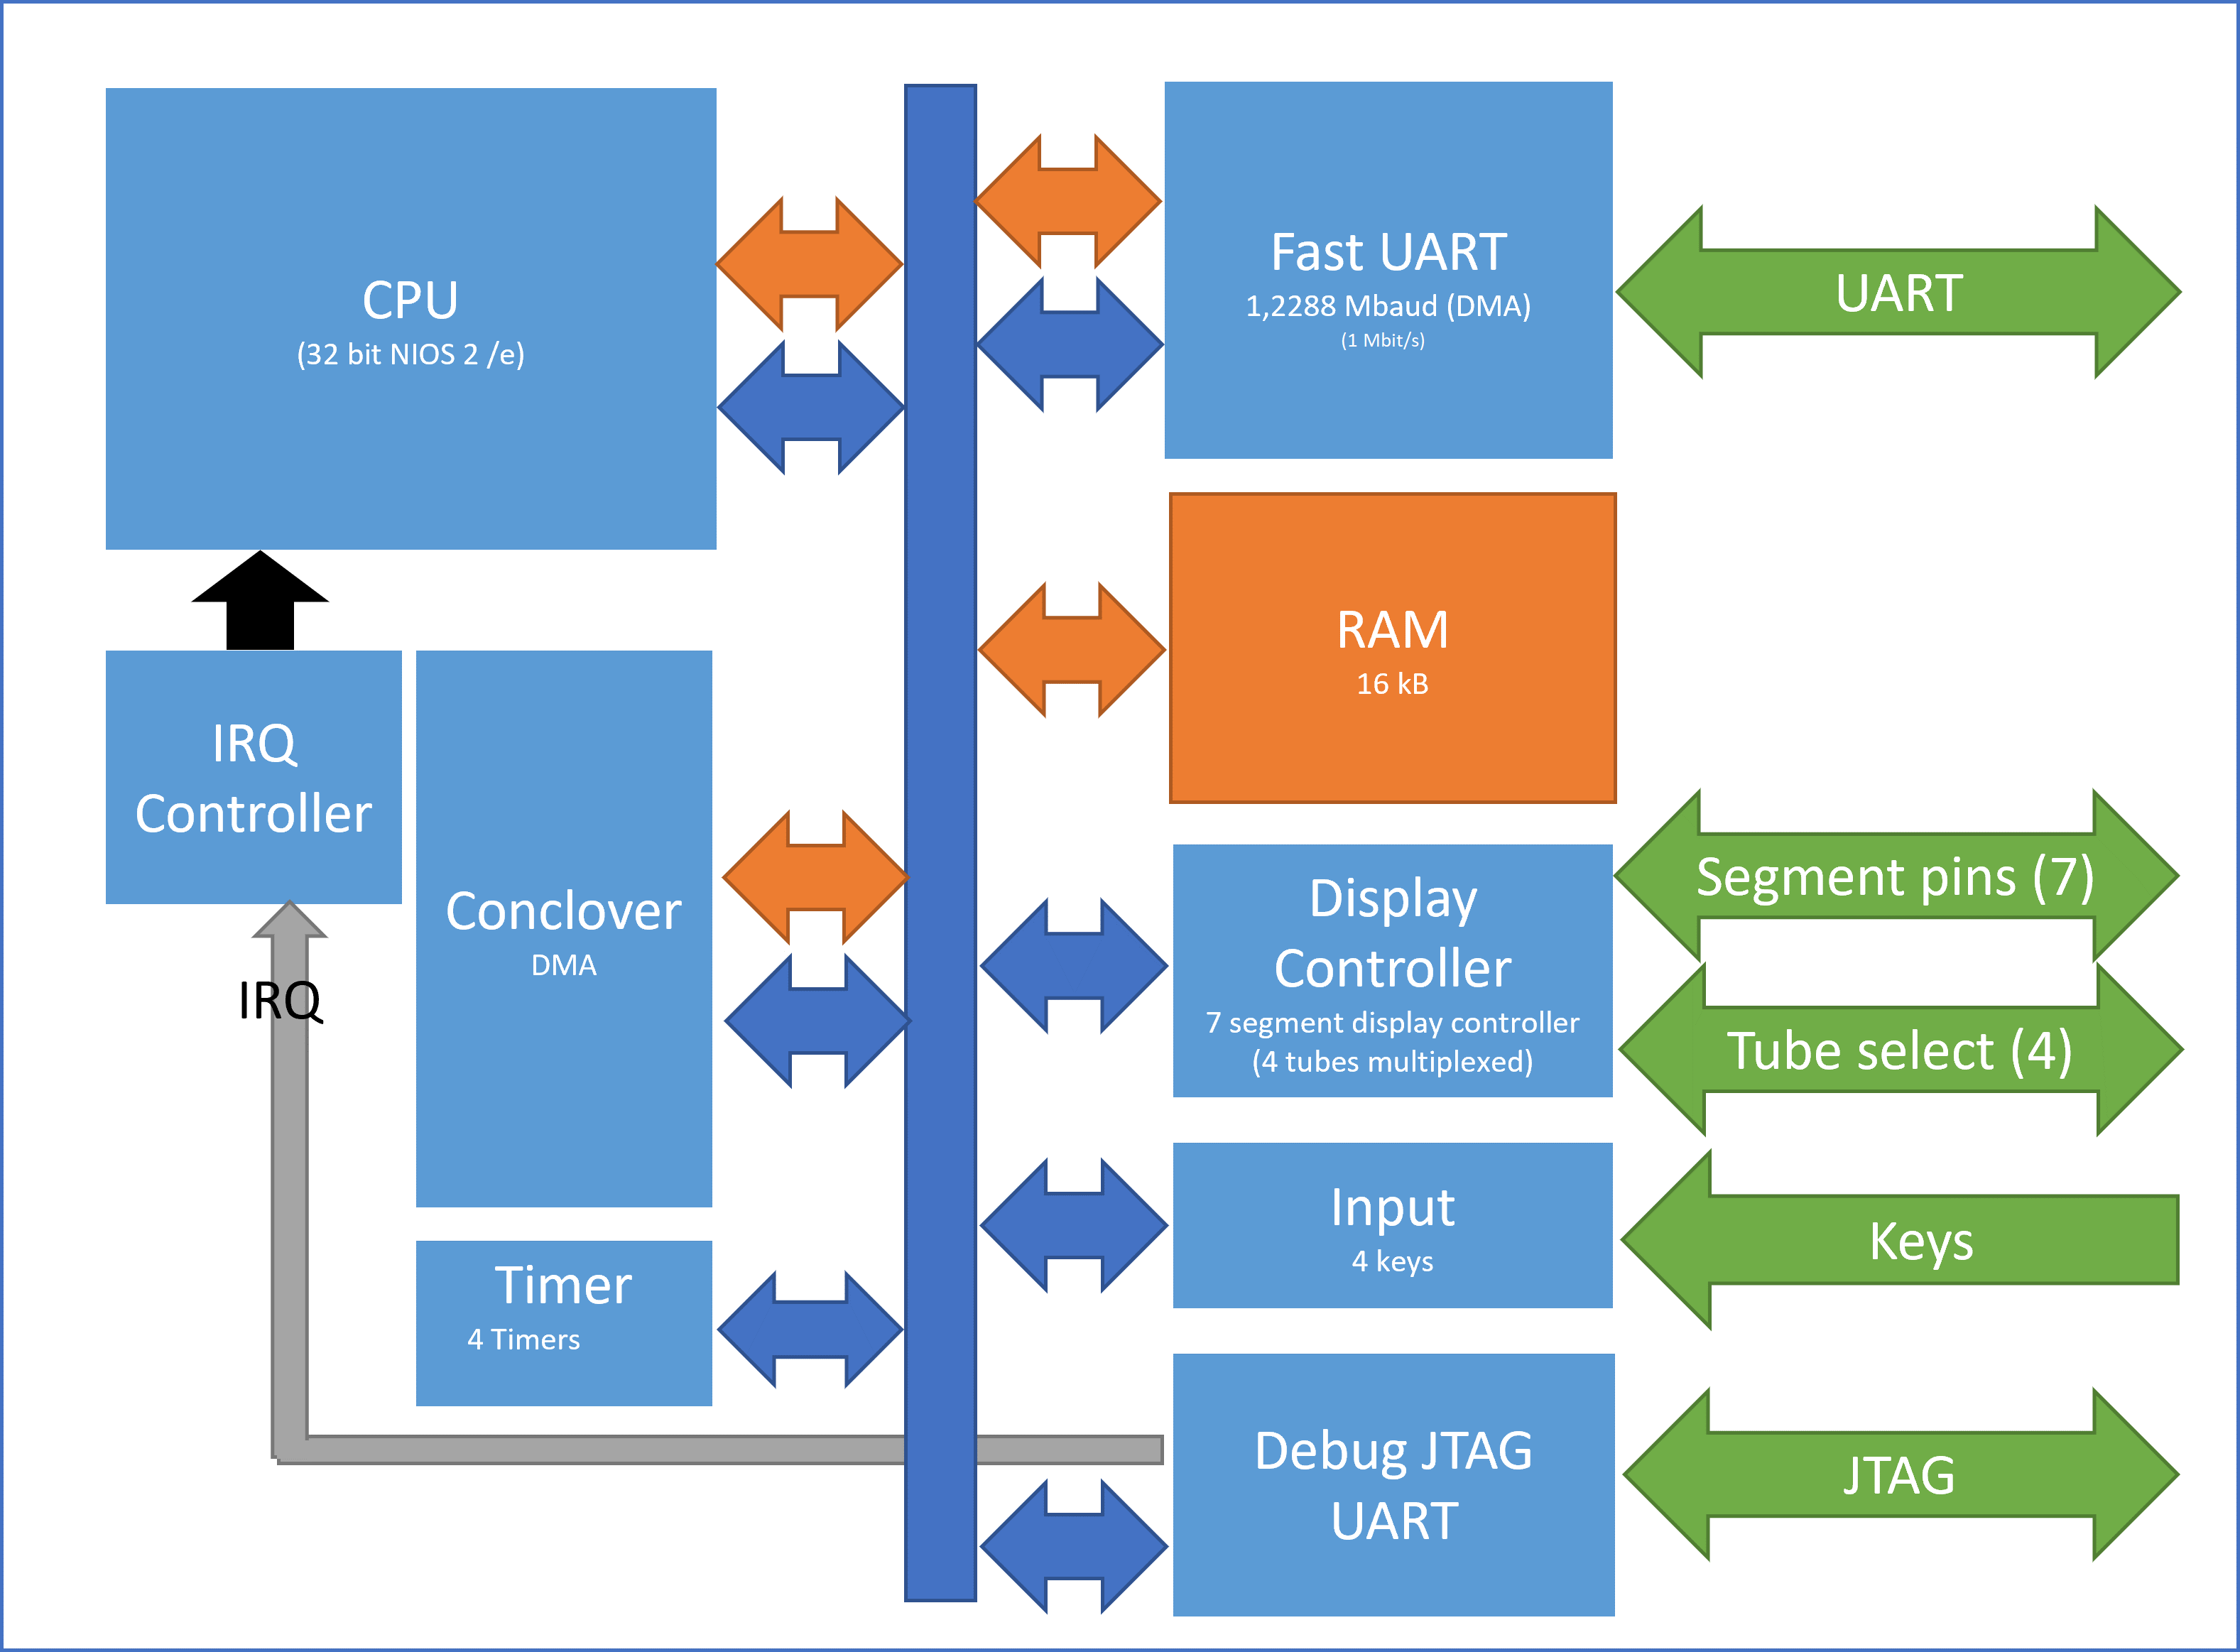 CPU
(32 bit NIOS 2 /e)
Fast UART
1,2288 Mbaud (DMA)
(1 Mbit/s)
UART
RAM
16 kB
IRQ
Controller
Conclover
DMA
IRQ
Display
Controller
7 segment display controller
(4 tubes multiplexed)
Segment pins (7)
Tube select (4)
Input
4 keys
Keys
Timer
4 Timers
Debug JTAG
UART
JTAG